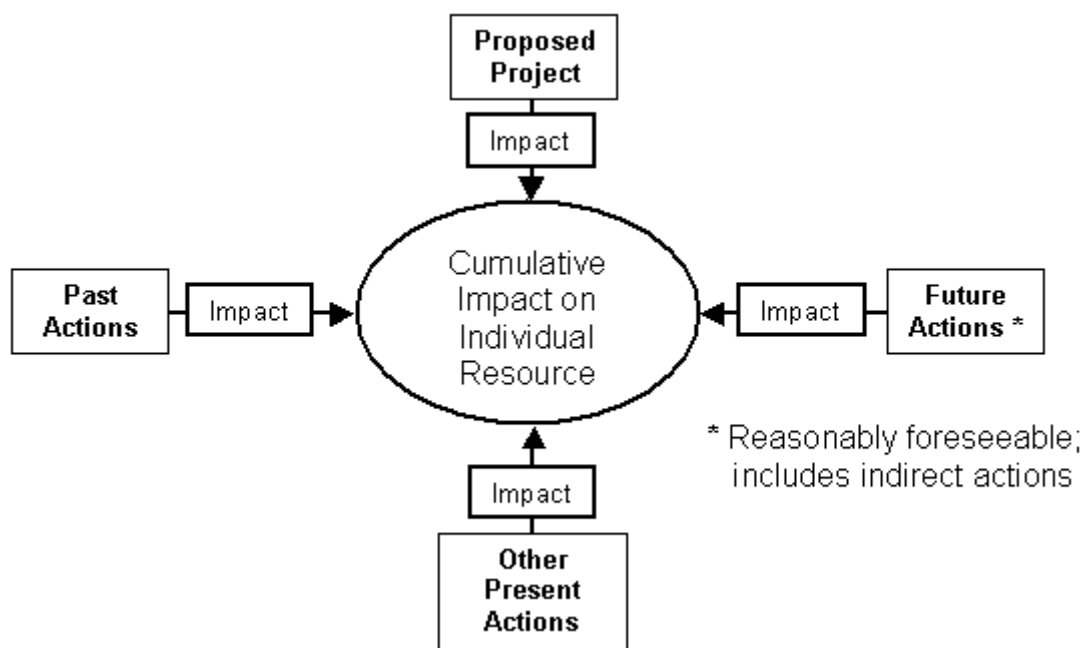 Proposed
Project
Impact
Cumulative
Impact on
Individual
Resource
Past
Actions
Impact
Impact
Future
Actions *
* Reasonably foreseeable;
includes indirect actions
Impact
Other
Present
Actions